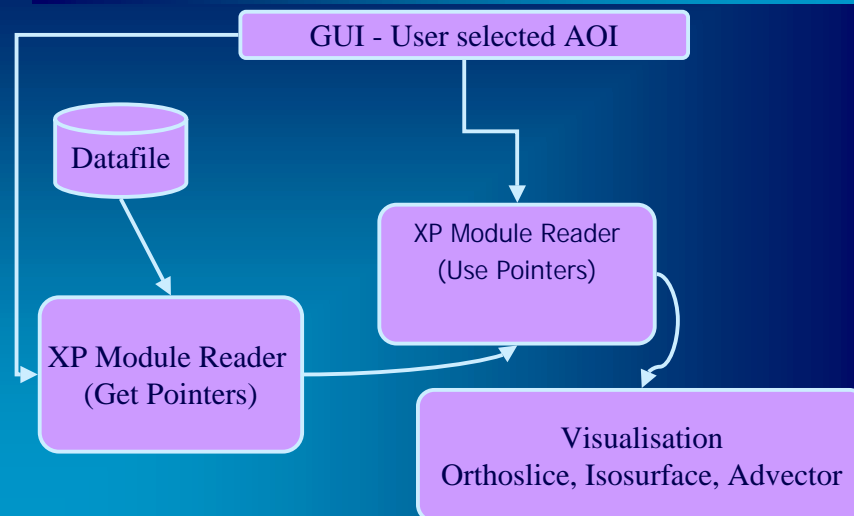 GUI - User selected AOI
Datafile
XP Module Reader
(Use Pointers)
XP Module Reader
(Get Pointers)
Visualisation
Orthoslice, Isosurface, Advector